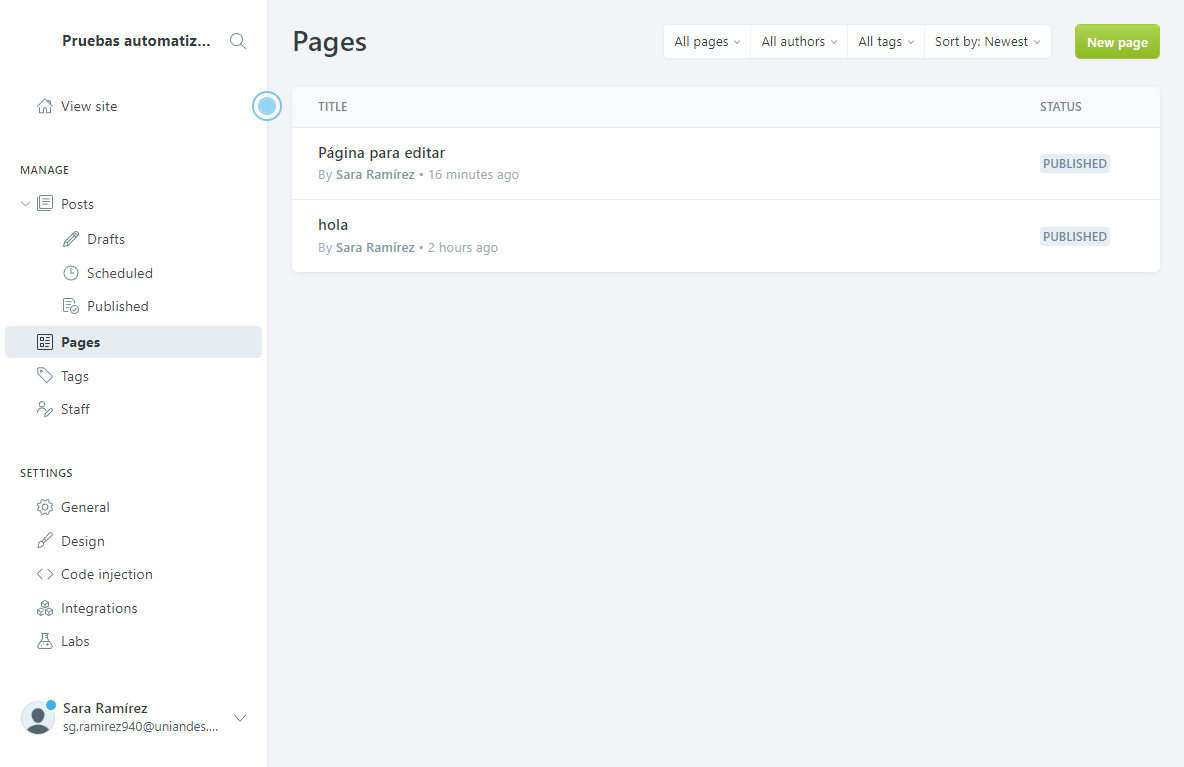 Pruebas automatiz...
View site
MANAGE
Posts
Drafts
Scheduled
Published
Pages
Tags
Staff
SETTINGS
General
Design
Code injection
Integrations
Labs
Sara Ramírez
sg.ramirez940@uniandes....
Pages
All pages
All authors
All tags
Sort by: Newest
New page
TITLE STATUS
Página para editar
By Sara Ramírez • 16 minutes ago
PUBLISHED
hola
By Sara Ramírez • 2 hours ago
PUBLISHED